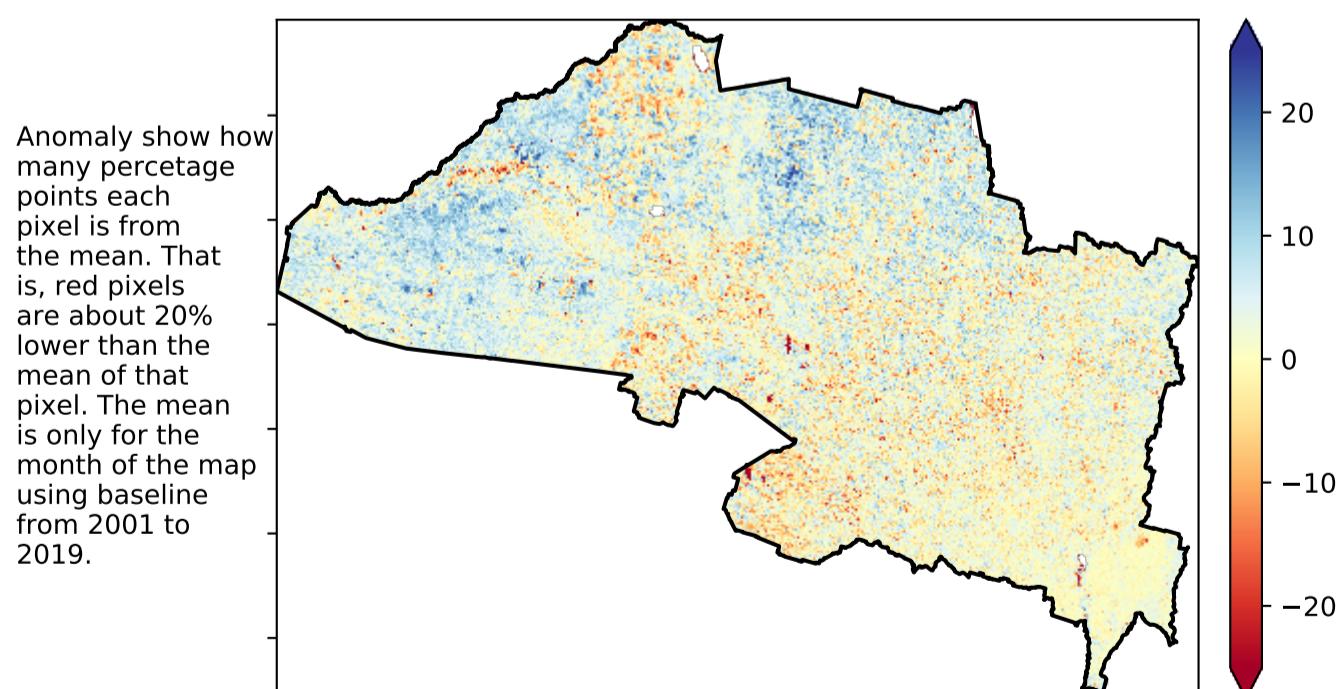 Anomaly show how
many percetage
points each
pixel is from
the mean. That
is, red pixels
are about 20%
lower than the
mean of that
pixel. The mean
is only for the
month of the map
using baseline
from 2001 to
2019.
20
10
0
−10
−20